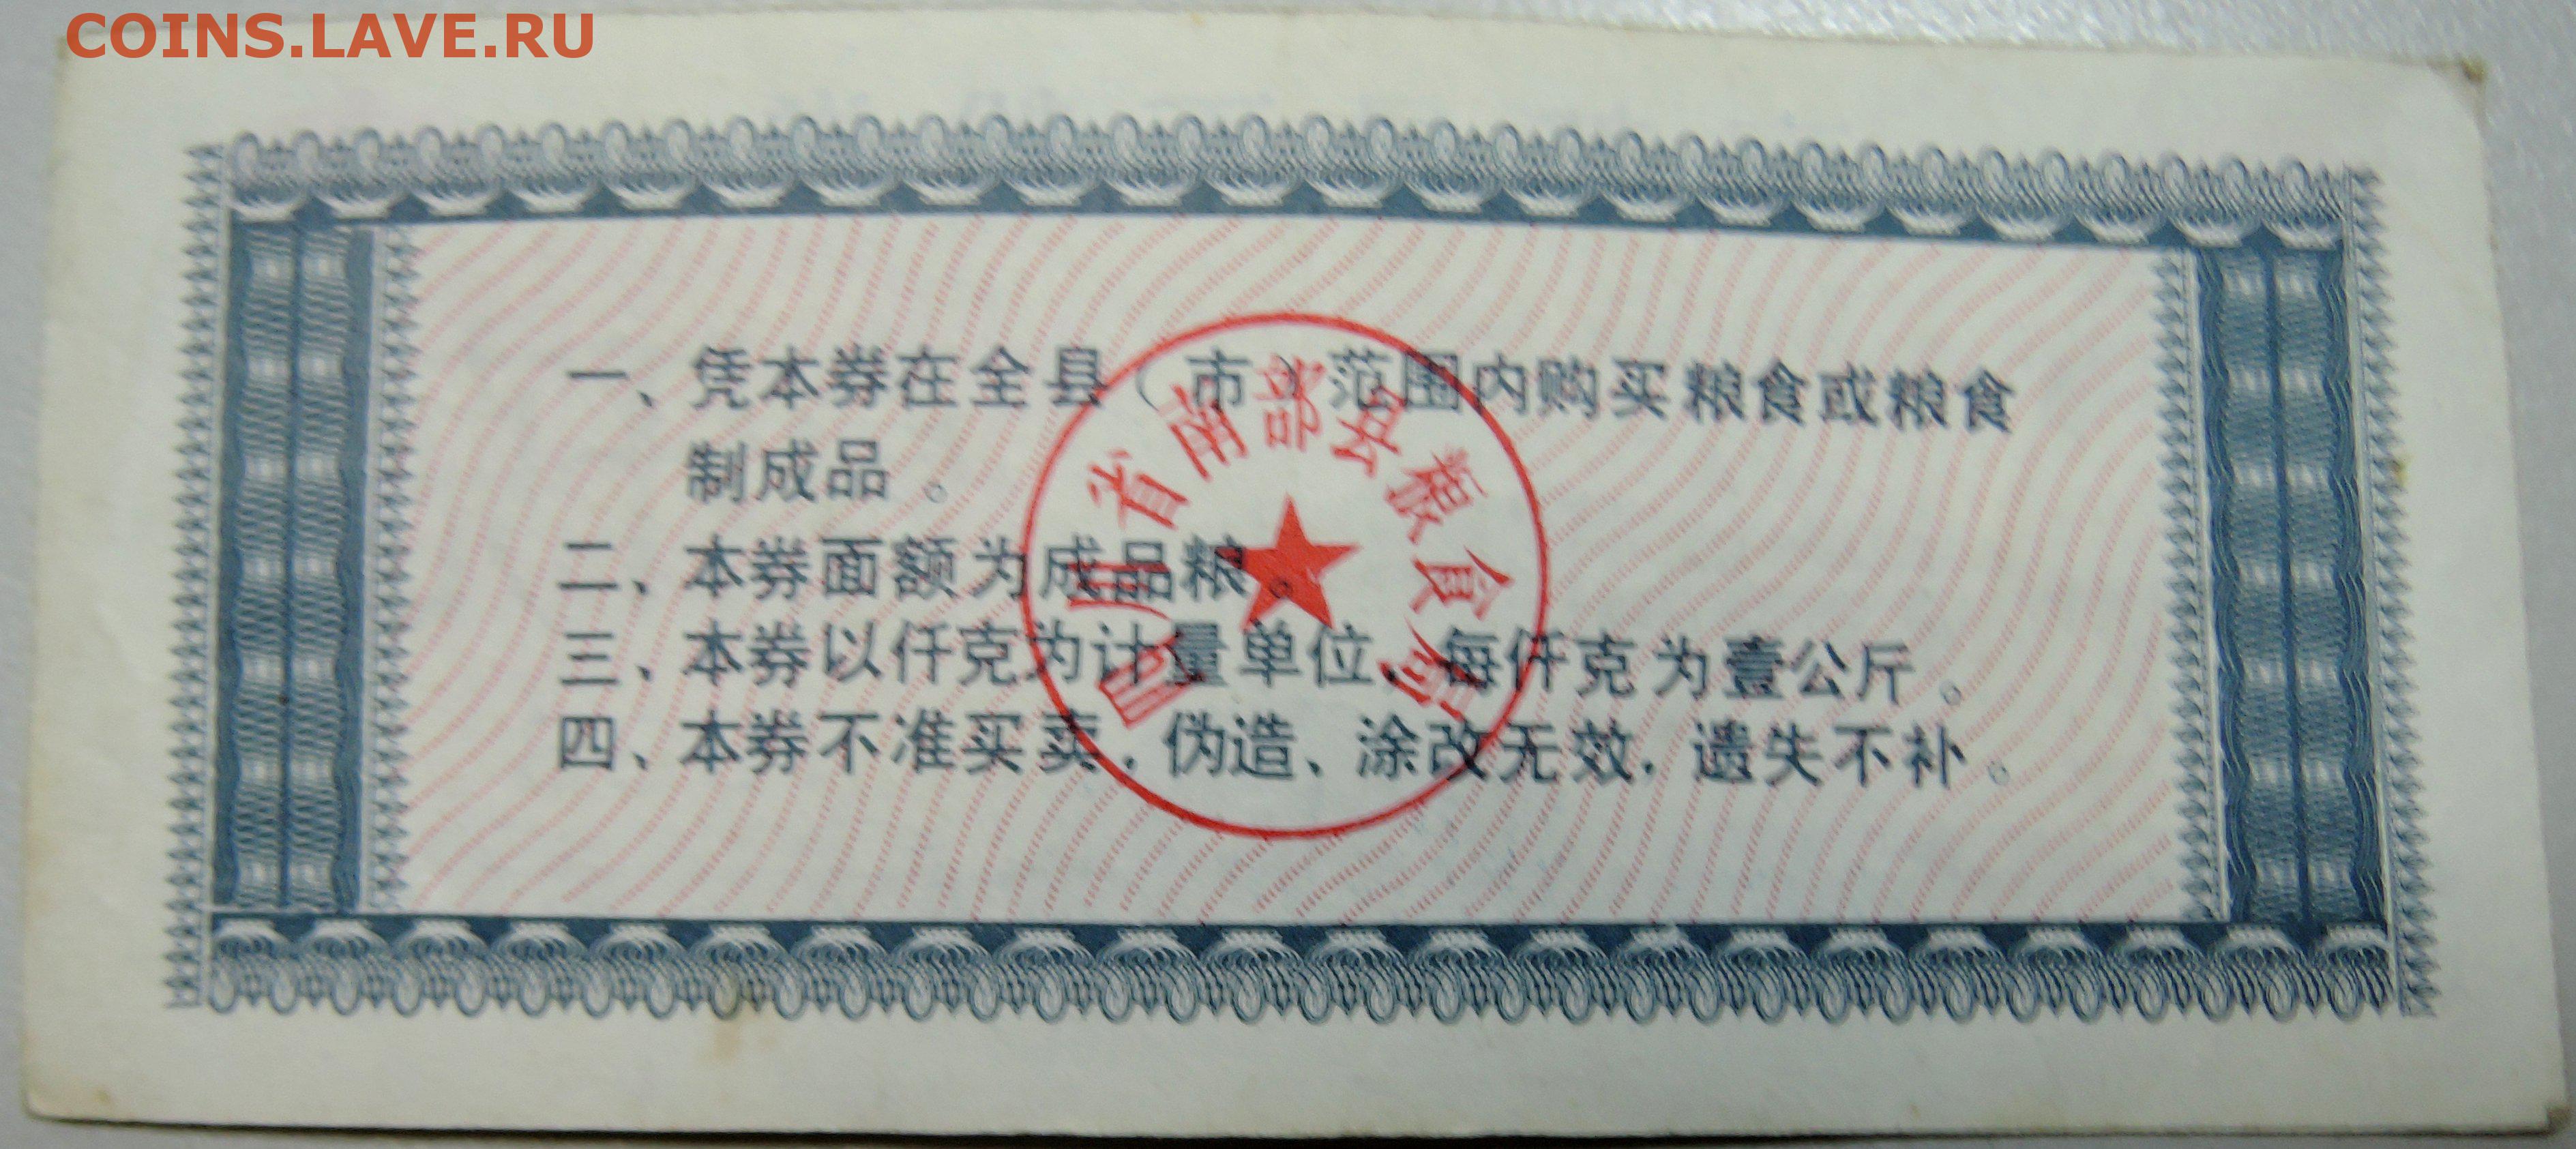 COINS.LAVE.RU
一、凭本券在全县（市）范围内购买粮食或粮食
制成品。
二、本券面额为成品粮。
三、本券以仟克为计量单位，每仟克为壹公斤。
四、本券不准买卖，伪造、涂改无效，遗失不补。
四川省南部县粮食局